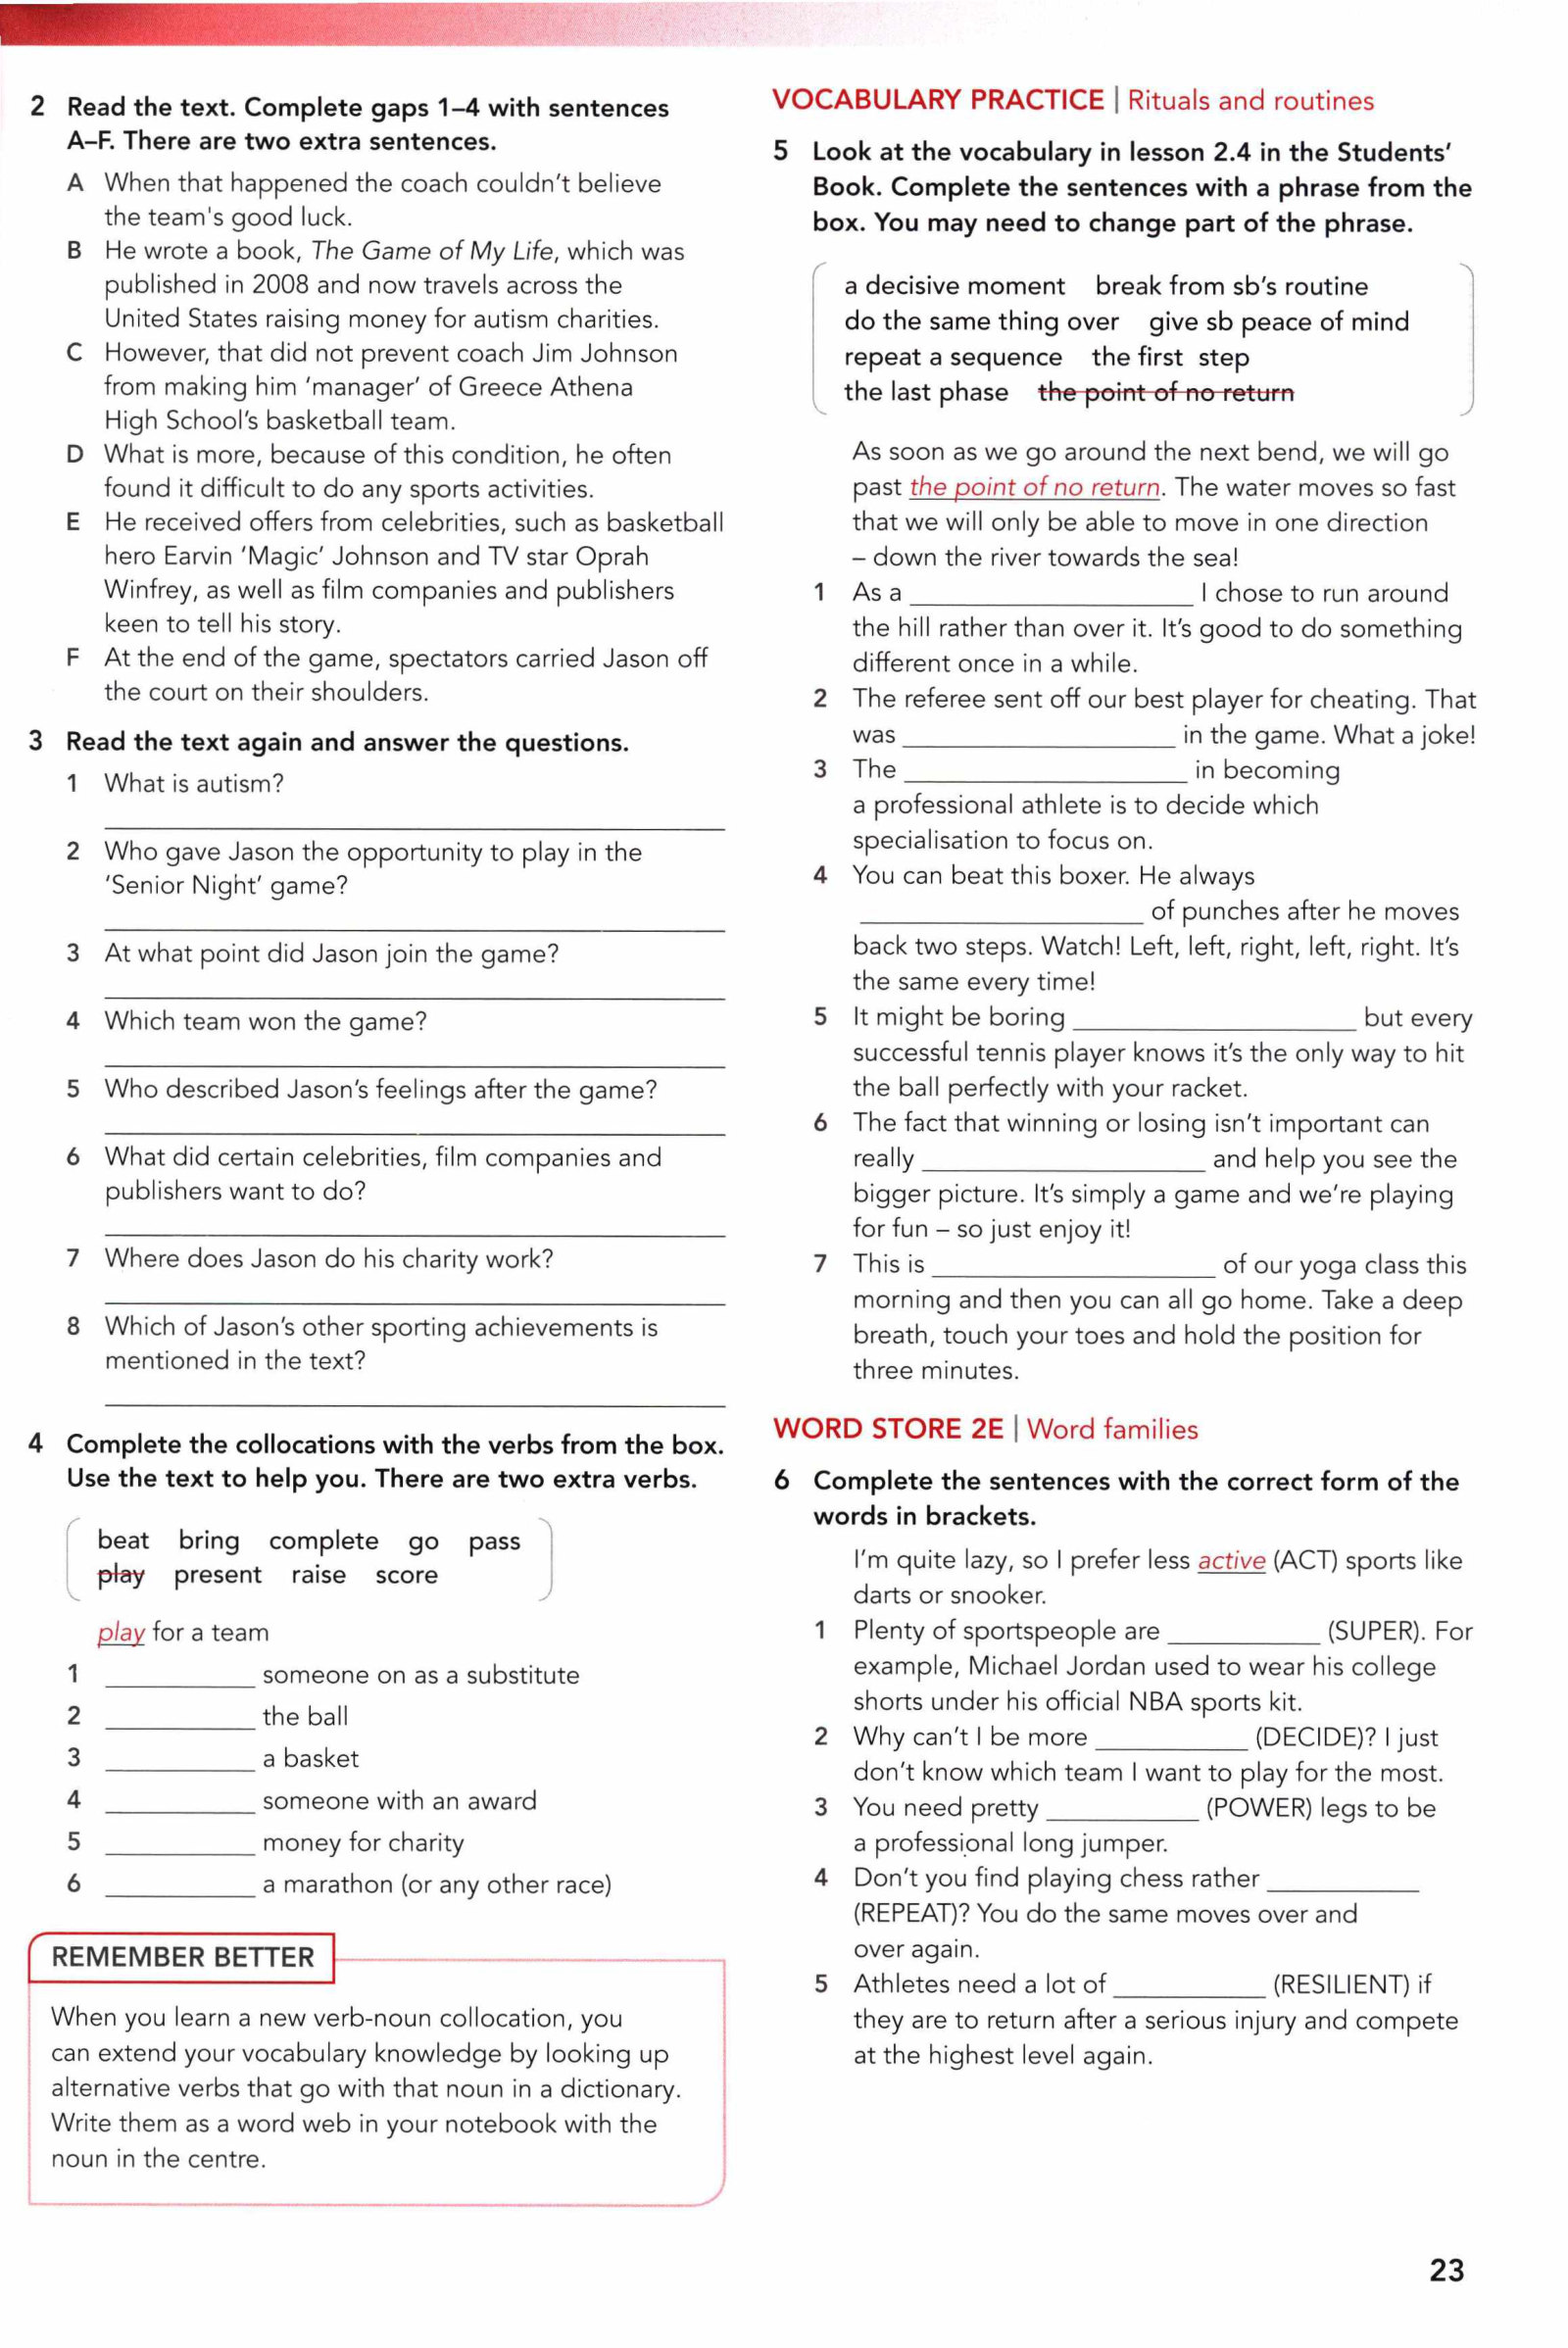 2 Read the text. Complete gaps 1–4 with sentences
A–F. There are two extra sentences.
A When that happened the coach couldn't believe
the team's good luck.
B He wrote a book, The Game of My Life, which was
published in 2008 and now travels across the
United States raising money for autism charities.
C However, that did not prevent coach Jim Johnson
from making him 'manager' of Greece Athena
High School's basketball team.
D What is more, because of this condition, he often
found it difficult to do any sports activities.
E He received offers from celebrities, such as basketball
hero Earvin 'Magic' Johnson and TV star Oprah
Winfrey, as well as film companies and publishers
keen to tell his story.
F At the end of the game, spectators carried Jason off
the court on their shoulders.
3 Read the text again and answer the questions.
1 What is autism?
2 Who gave Jason the opportunity to play in the
'Senior Night' game?
3 At what point did Jason join the game?
4 Which team won the game?
5 Who described Jason's feelings after the game?
6 What did certain celebrities, film companies and
publishers want to do?
7 Where does Jason do his charity work?
8 Which of Jason's other sporting achievements is
mentioned in the text?
4 Complete the collocations with the verbs from the box.
Use the text to help you. There are two extra verbs.
beat bring complete go pass
play present raise score
play for a team
1 ____________ someone on as a substitute
2 ____________ the ball
3 ____________ a basket
4 ____________ someone with an award
5 ____________ money for charity
6 ____________ a marathon (or any other race)
REMEMBER BETTER
When you learn a new verb-noun collocation, you
can extend your vocabulary knowledge by looking up
alternative verbs that go with that noun in a dictionary.
Write them as a word web in your notebook with the
noun in the centre.
VOCABULARY PRACTICE | Rituals and routines
5 Look at the vocabulary in lesson 2.4 in the Students'
Book. Complete the sentences with a phrase from the
box. You may need to change part of the phrase.
a decisive moment break from sb's routine
do the same thing over give sb peace of mind
repeat a sequence the first step
the last phase the point of no return
As soon as we go around the next bend, we will go
past the point of no return. The water moves so fast
that we will only be able to move in one direction
– down the river towards the sea!
1 As a ____________ I chose to run around
the hill rather than over it. It's good to do something
different once in a while.
2 The referee sent off our best player for cheating. That
was ____________ in the game. What a joke!
3 The ____________ in becoming
a professional athlete is to decide which
specialisation to focus on.
4 You can beat this boxer. He always
____________ of punches after he moves
back two steps. Watch! Left, left, right, left, right. It's
the same every time!
5 It might be boring ____________ but every
successful tennis player knows it's the only way to hit
the ball perfectly with your racket.
6 The fact that winning or losing isn't important can
really ____________ and help you see the
bigger picture. It's simply a game and we're playing
for fun – so just enjoy it!
7 This is ____________ of our yoga class this
morning and then you can all go home. Take a deep
breath, touch your toes and hold the position for
three minutes.
WORD STORE 2E | Word families
6 Complete the sentences with the correct form of the
words in brackets.
I'm quite lazy, so I prefer less active (ACT) sports like
darts or snooker.
1 Plenty of sportspeople are ____________ (SUPER). For
example, Michael Jordan used to wear his college
shorts under his official NBA sports kit.
2 Why can't I be more ____________ (DECIDE)? I just
don't know which team I want to play for the most.
3 You need pretty ____________ (POWER) legs to be
a professional long jumper.
4 Don't you find playing chess rather ____________
(REPEAT)? You do the same moves over and
over again.
5 Athletes need a lot of ____________ (RESILIENT) if
they are to return after a serious injury and compete
at the highest level again.
23